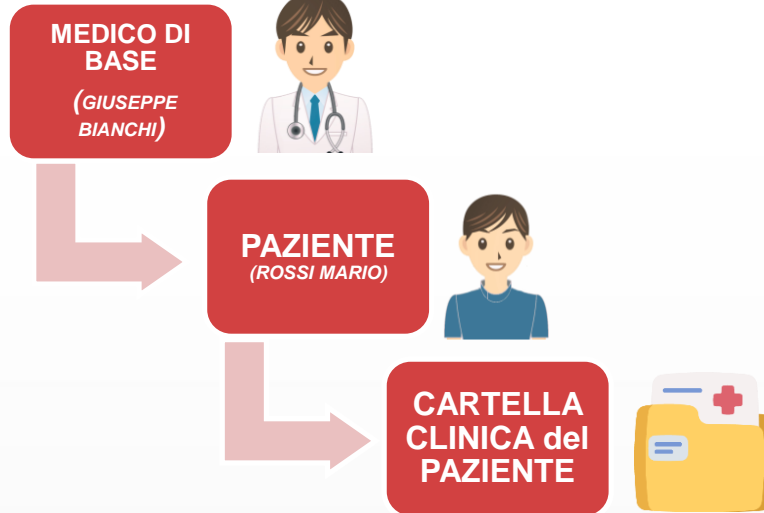 MEDICO DI
BASE
(GIUSEPPE
BIANCHI)
PAZIENTE
(ROSSI MARIO)
CARTELLA
CLINICA del
PAZIENTE